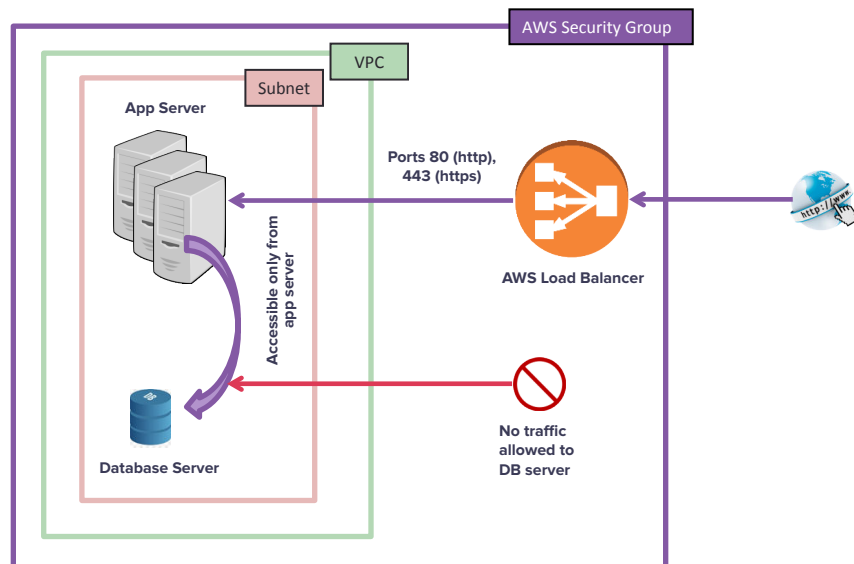 AWS Security Group
VPC
Subnet
App Server
Ports 80 (http),
443 (https)
http://www.
AWS Load Balancer
Accessible only from
app server
DB
Database Server
No traffic
allowed to
DB server